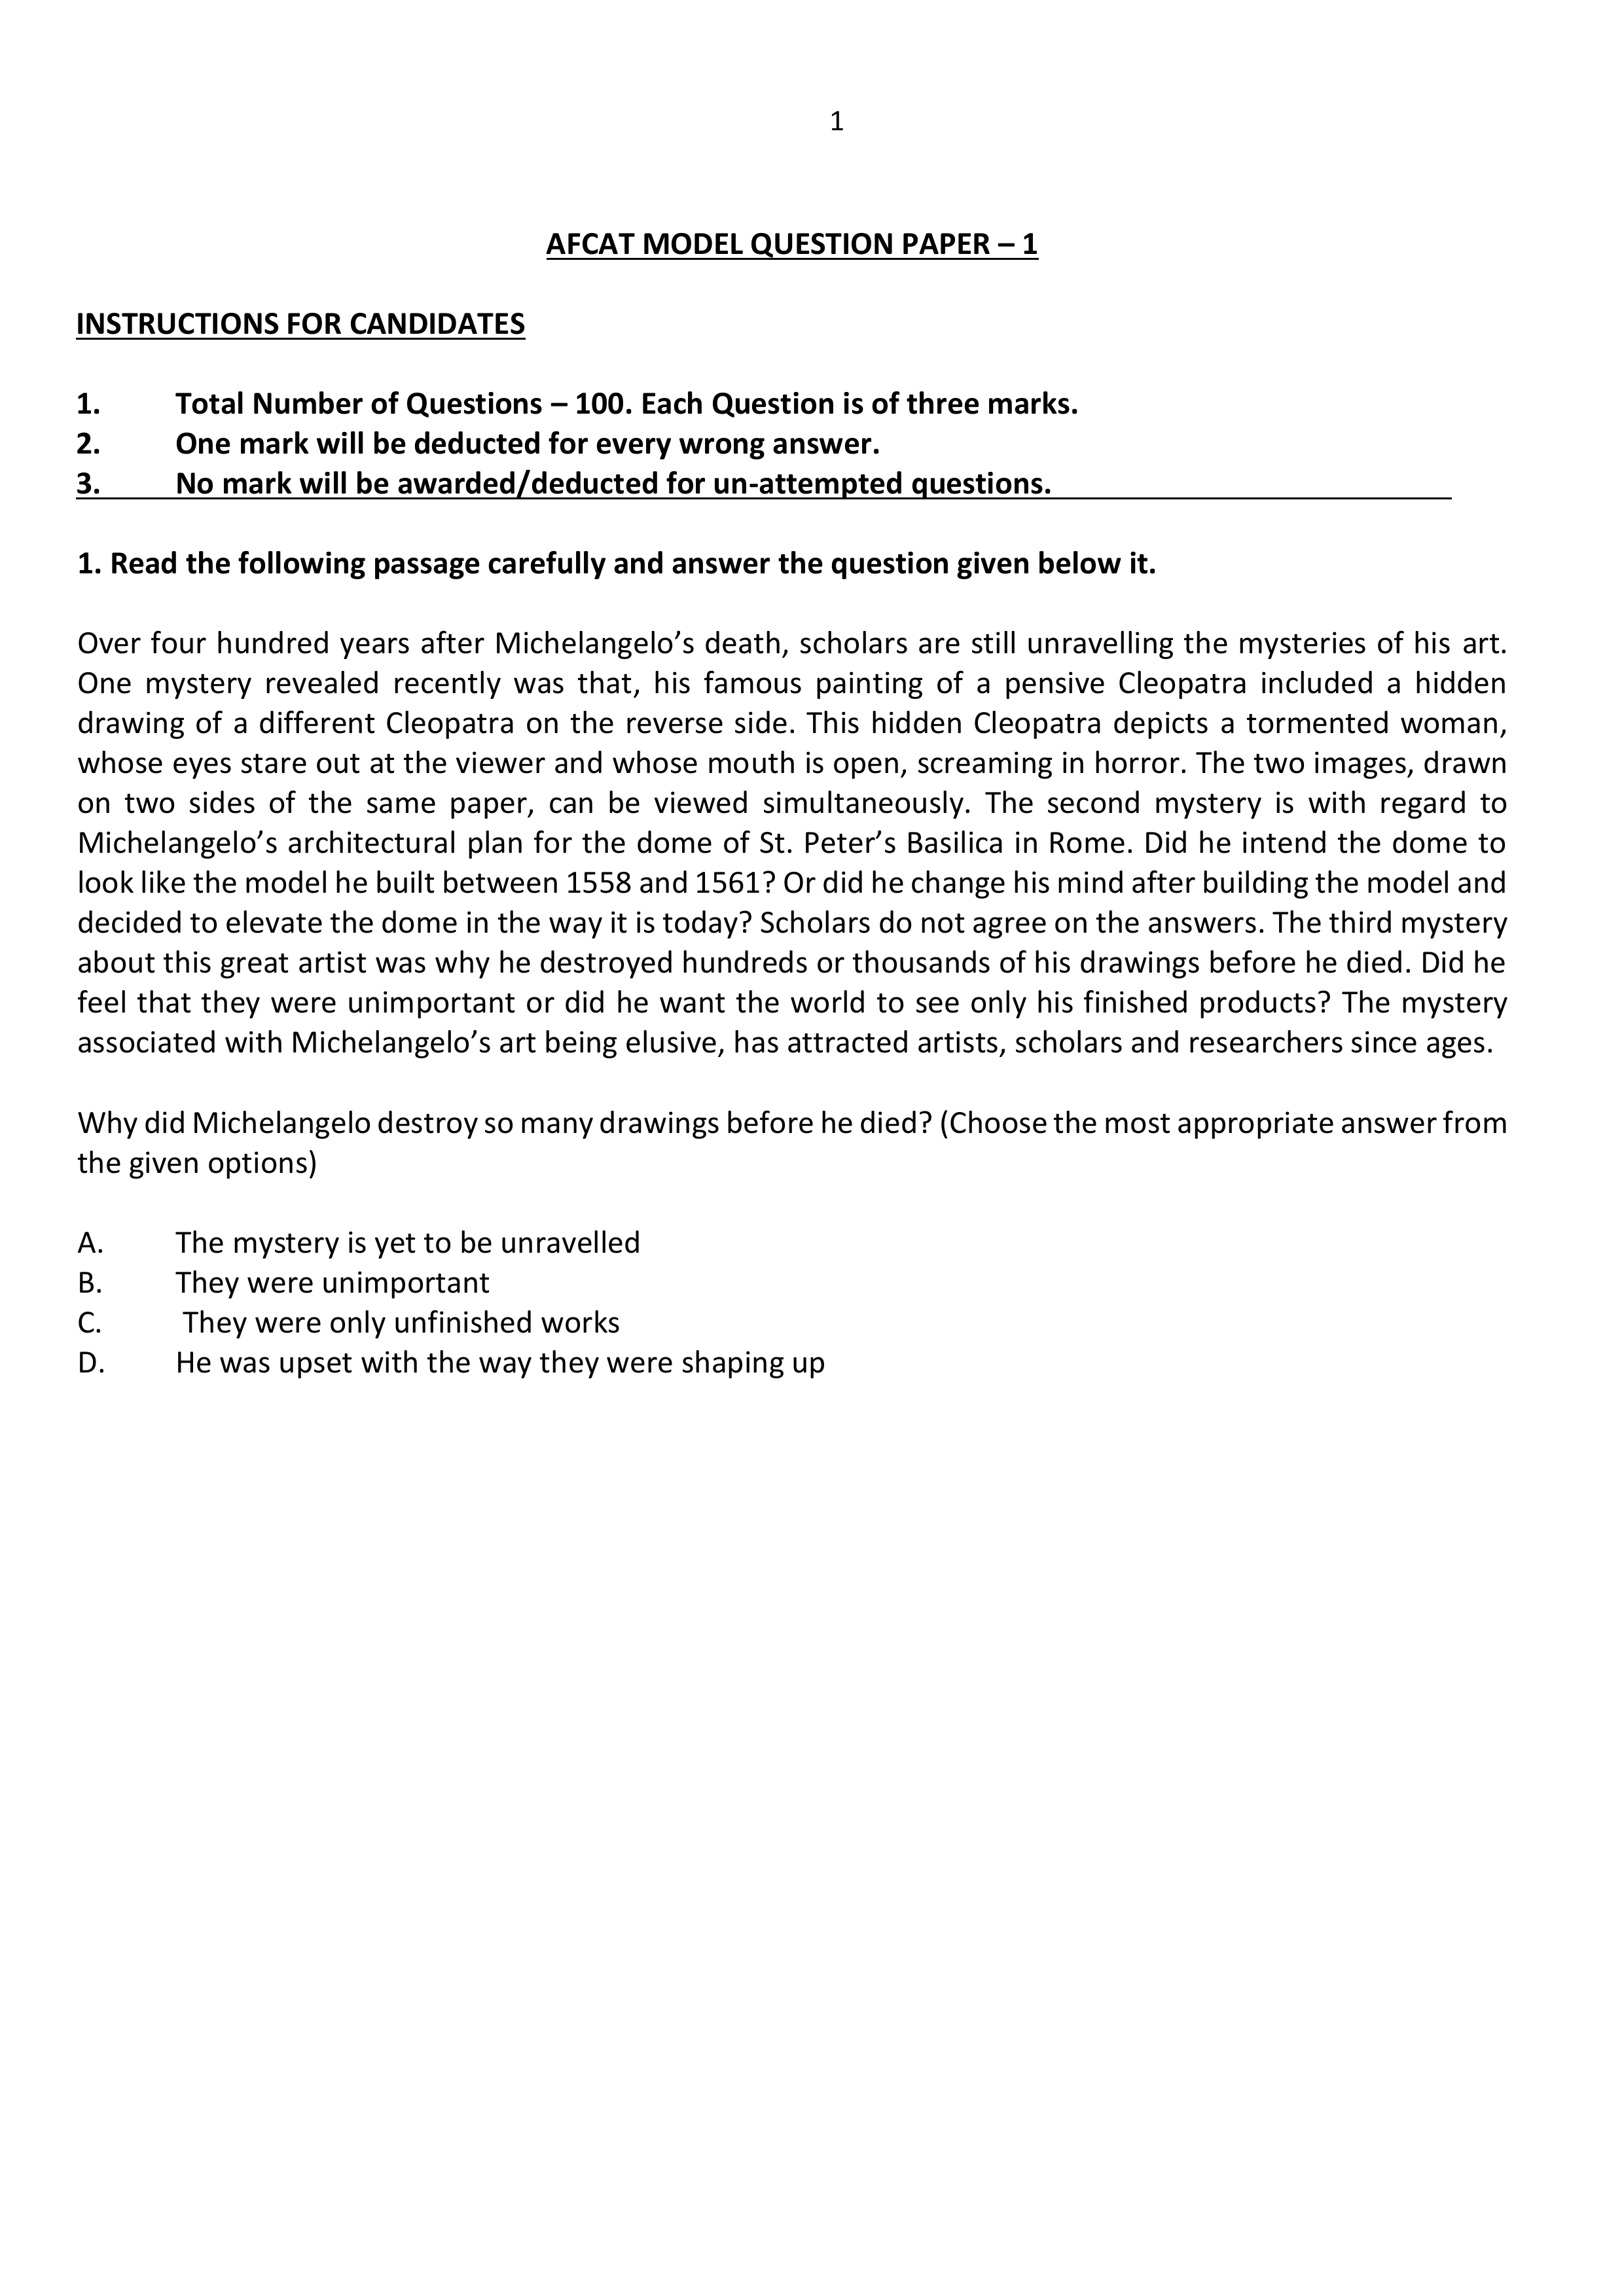 1
AFCAT MODEL QUESTION PAPER – 1
INSTRUCTIONS FOR CANDIDATES
1. Total Number of Questions – 100. Each Question is of three marks.
2. One mark will be deducted for every wrong answer.
3. No mark will be awarded/deducted for un-attempted questions.
1. Read the following passage carefully and answer the question given below it.
Over four hundred years after Michelangelo’s death, scholars are still unravelling the mysteries of his art.
One mystery revealed recently was that, his famous painting of a pensive Cleopatra included a hidden
drawing of a different Cleopatra on the reverse side. This hidden Cleopatra depicts a tormented woman,
whose eyes stare out at the viewer and whose mouth is open, screaming in horror. The two images, drawn
on two sides of the same paper, can be viewed simultaneously. The second mystery is with regard to
Michelangelo’s architectural plan for the dome of St. Peter’s Basilica in Rome. Did he intend the dome to
look like the model he built between 1558 and 1561? Or did he change his mind after building the model and
decided to elevate the dome in the way it is today? Scholars do not agree on the answers. The third mystery
about this great artist was why he destroyed hundreds or thousands of his drawings before he died. Did he
feel that they were unimportant or did he want the world to see only his finished products? The mystery
associated with Michelangelo’s art being elusive, has attracted artists, scholars and researchers since ages.
Why did Michelangelo destroy so many drawings before he died? (Choose the most appropriate answer from
the given options)
A. The mystery is yet to be unravelled
B. They were unimportant
C. They were only unfinished works
D. He was upset with the way they were shaping up